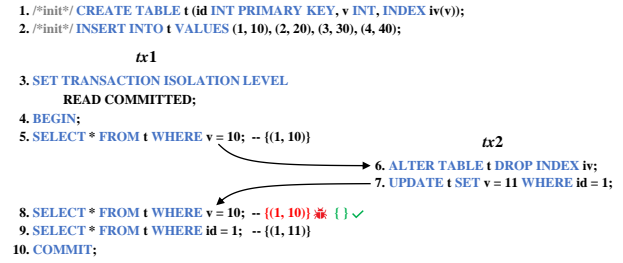 1. /*init*/ CREATE TABLE t (id INT PRIMARY KEY, v INT, INDEX iv(v));
2. /*init*/ INSERT INTO t VALUES (1, 10), (2, 20), (3, 30), (4, 40);
tx1
3. SET TRANSACTION ISOLATION LEVEL
READ COMMITTED;
4. BEGIN;
5. SELECT * FROM t WHERE v = 10; -- {(1, 10)}
tx2
6. ALTER TABLE t DROP INDEX iv;
7. UPDATE t SET v = 11 WHERE id = 1;
8. SELECT * FROM t WHERE v = 10; -- {(1, 10)} { } ✓
9. SELECT * FROM t WHERE id = 1; -- {(1, 11)}
10. COMMIT;